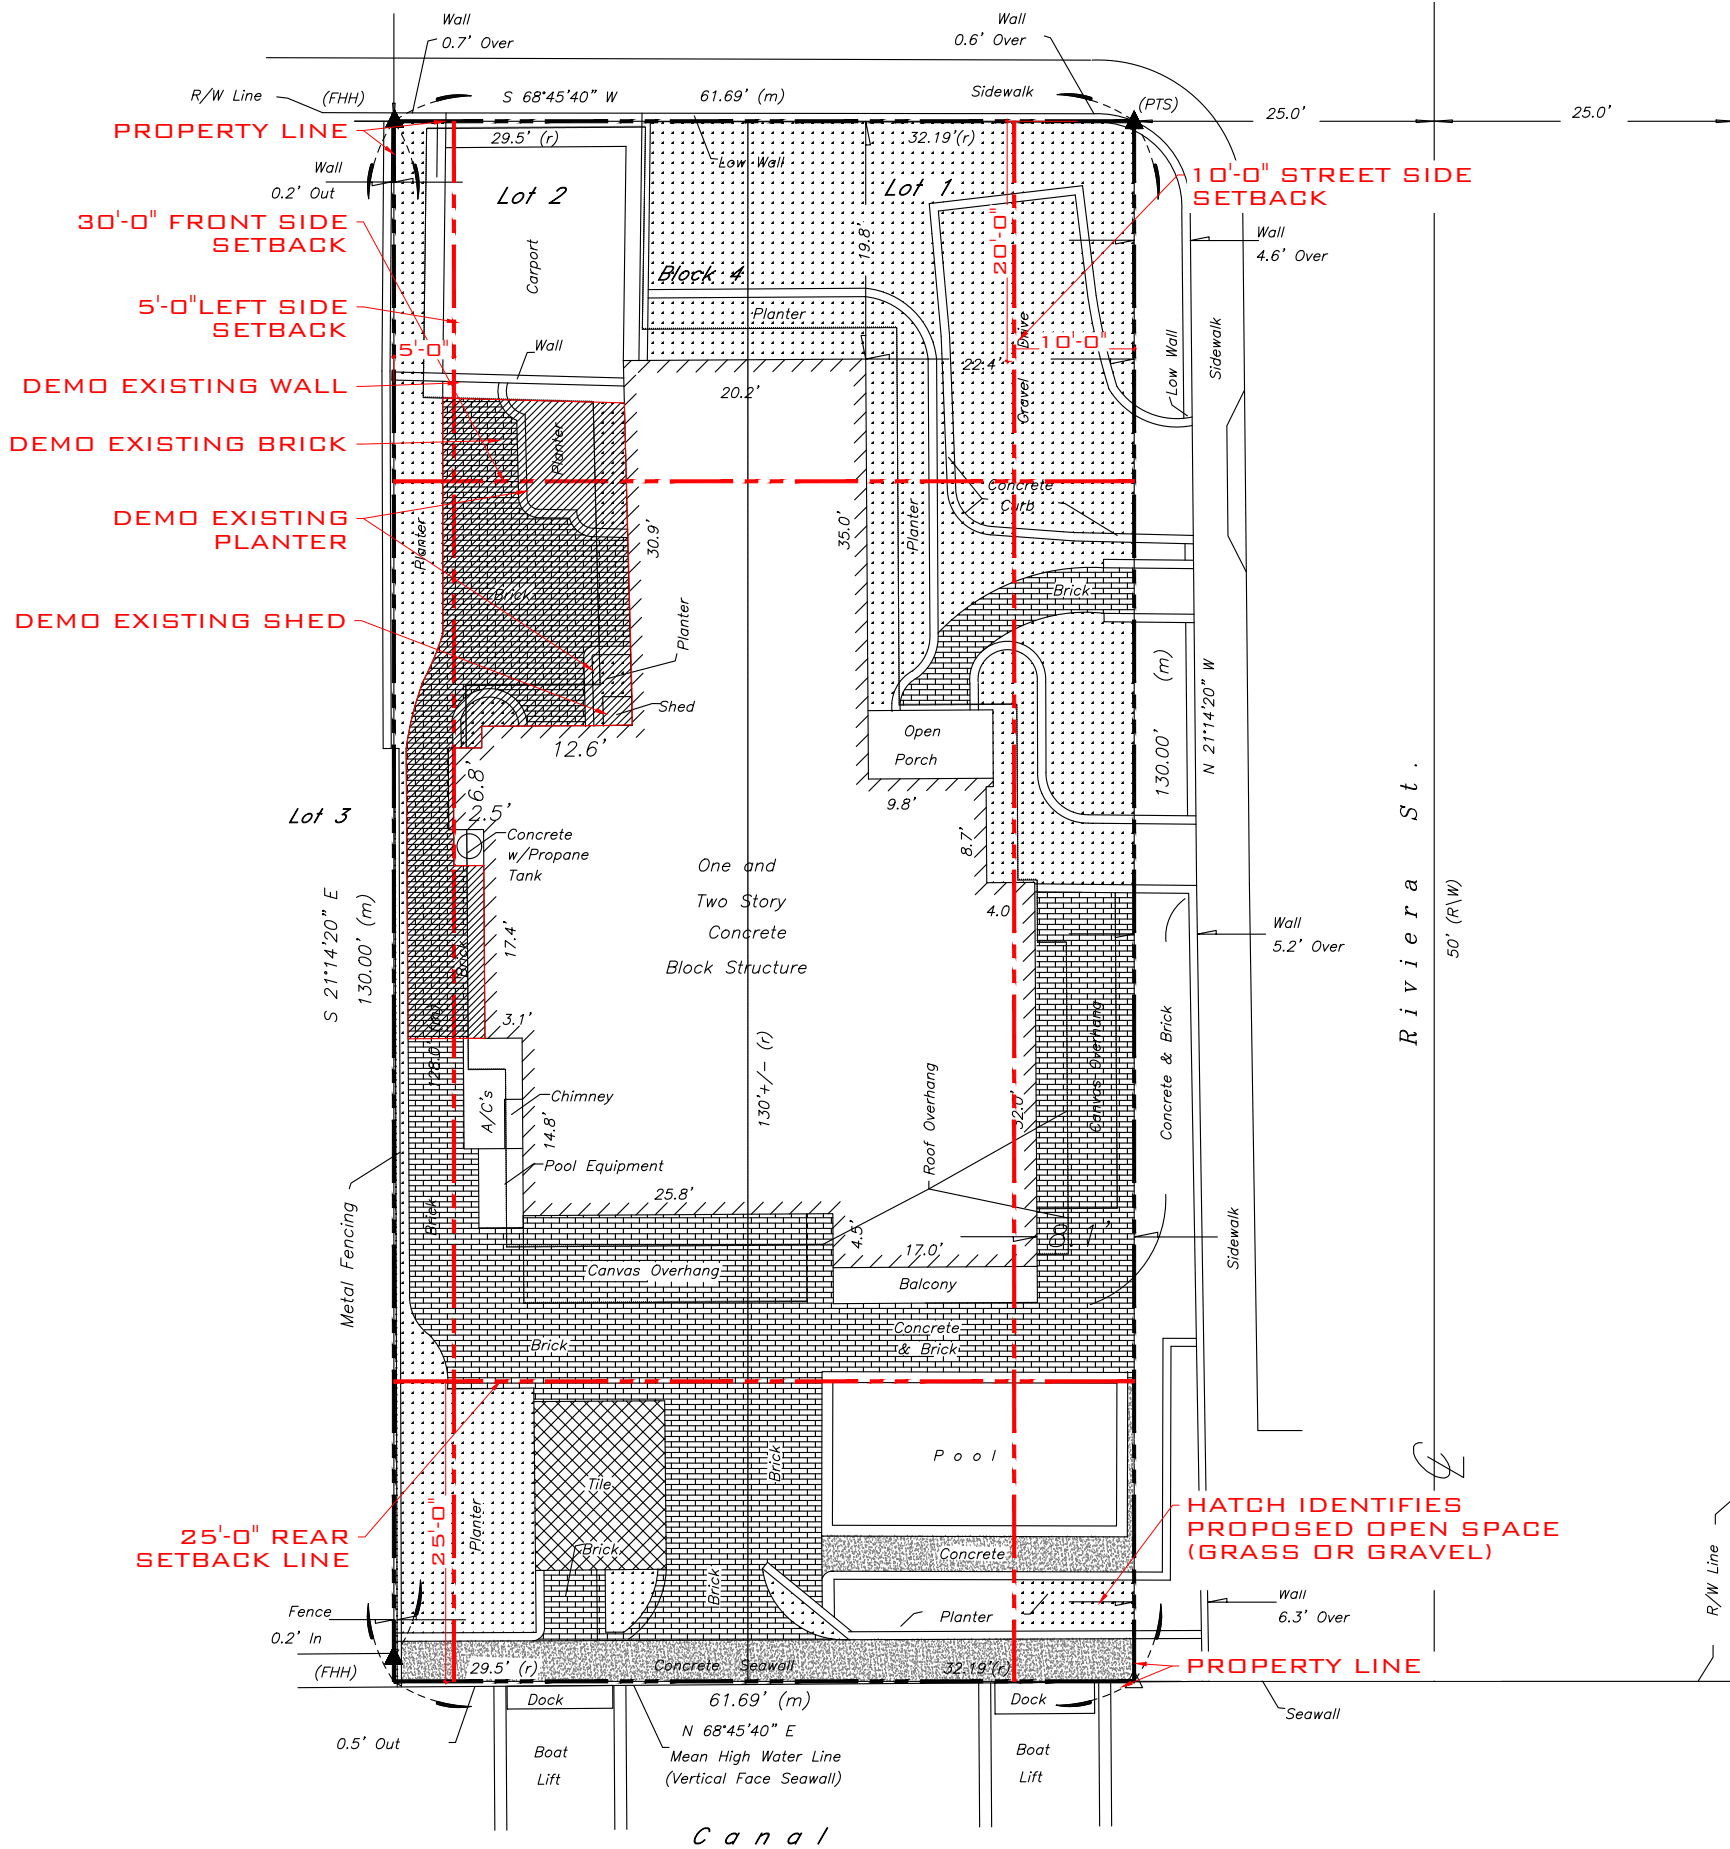 Wall
0.7' Over
Wall
0.6' Over
R/W Line
(FHH)
S 68°45'40" W
61.69' (m)
Sidewalk
(PTS)
25.0'
25.0'
PROPERTY LINE
29.5' (r)
Low Wall
32.19'(r)
Wall
0.2' Out
Lot 2
Lot 1
10'-0" STREET SIDE
SETBACK
30'-0" FRONT SIDE
SETBACK
Carport
Block 4
19.8'
20'-0"
Wall
4.6' Over
5'-0"LEFT SIDE
SETBACK
Planter
Gravel Drive
5'-0"
Wall
10'-0"
Low Wall
Sidewalk
22.4'
DEMO EXISTING WALL
20.2'
DEMO EXISTING BRICK
Planter
Concrete
Curb
DEMO EXISTING
PLANTER
Planter
30.9'
35.0'
Planter
Brick
Brick
DEMO EXISTING SHED
Planter
Shed
130.00' (m)
N 21°14'20" W
12.6'
Open
Porch
6.8'
2.5'
9.8'
Lot 3
Concrete
w/Propane
Tank
8.7'
One and
Two Story
Concrete
Block Structure
4.0
Riviera St.
50' (R\W)
S 21°14'20" E
130.00' (m)
17.4'
Brick
Wall
5.2' Over
3.1'
128.0' (m)
Canvas Overhang
Concrete & Brick
130'+/- (r)
A/C's
Chimney
14.8'
Roof Overhang
32.0'
Pool Equipment
25.8'
Metal Fencing
Brick
4.5'
17.0'
Sidewalk
Canvas Overhang
Balcony
Brick
Concrete
& Brick
Pool
Tile
Brick
Planter
25'-0"
25'-0" REAR
SETBACK LINE
HATCH IDENTIFIES
PROPOSED OPEN SPACE
(GRASS OR GRAVEL)
Brick
Concrete
Brick
R/W Line
Fence
0.2' In
Planter
Wall
6.3' Over
(FHH)
29.5' (r)
Concrete Seawall
32.19'(r)
PROPERTY LINE
Dock
61.69' (m)
Dock
Seawall
N 68°45'40" E
0.5' Out
Boat
Lift
Mean High Water Line
(Vertical Face Seawall)
Boat
Lift
Canal